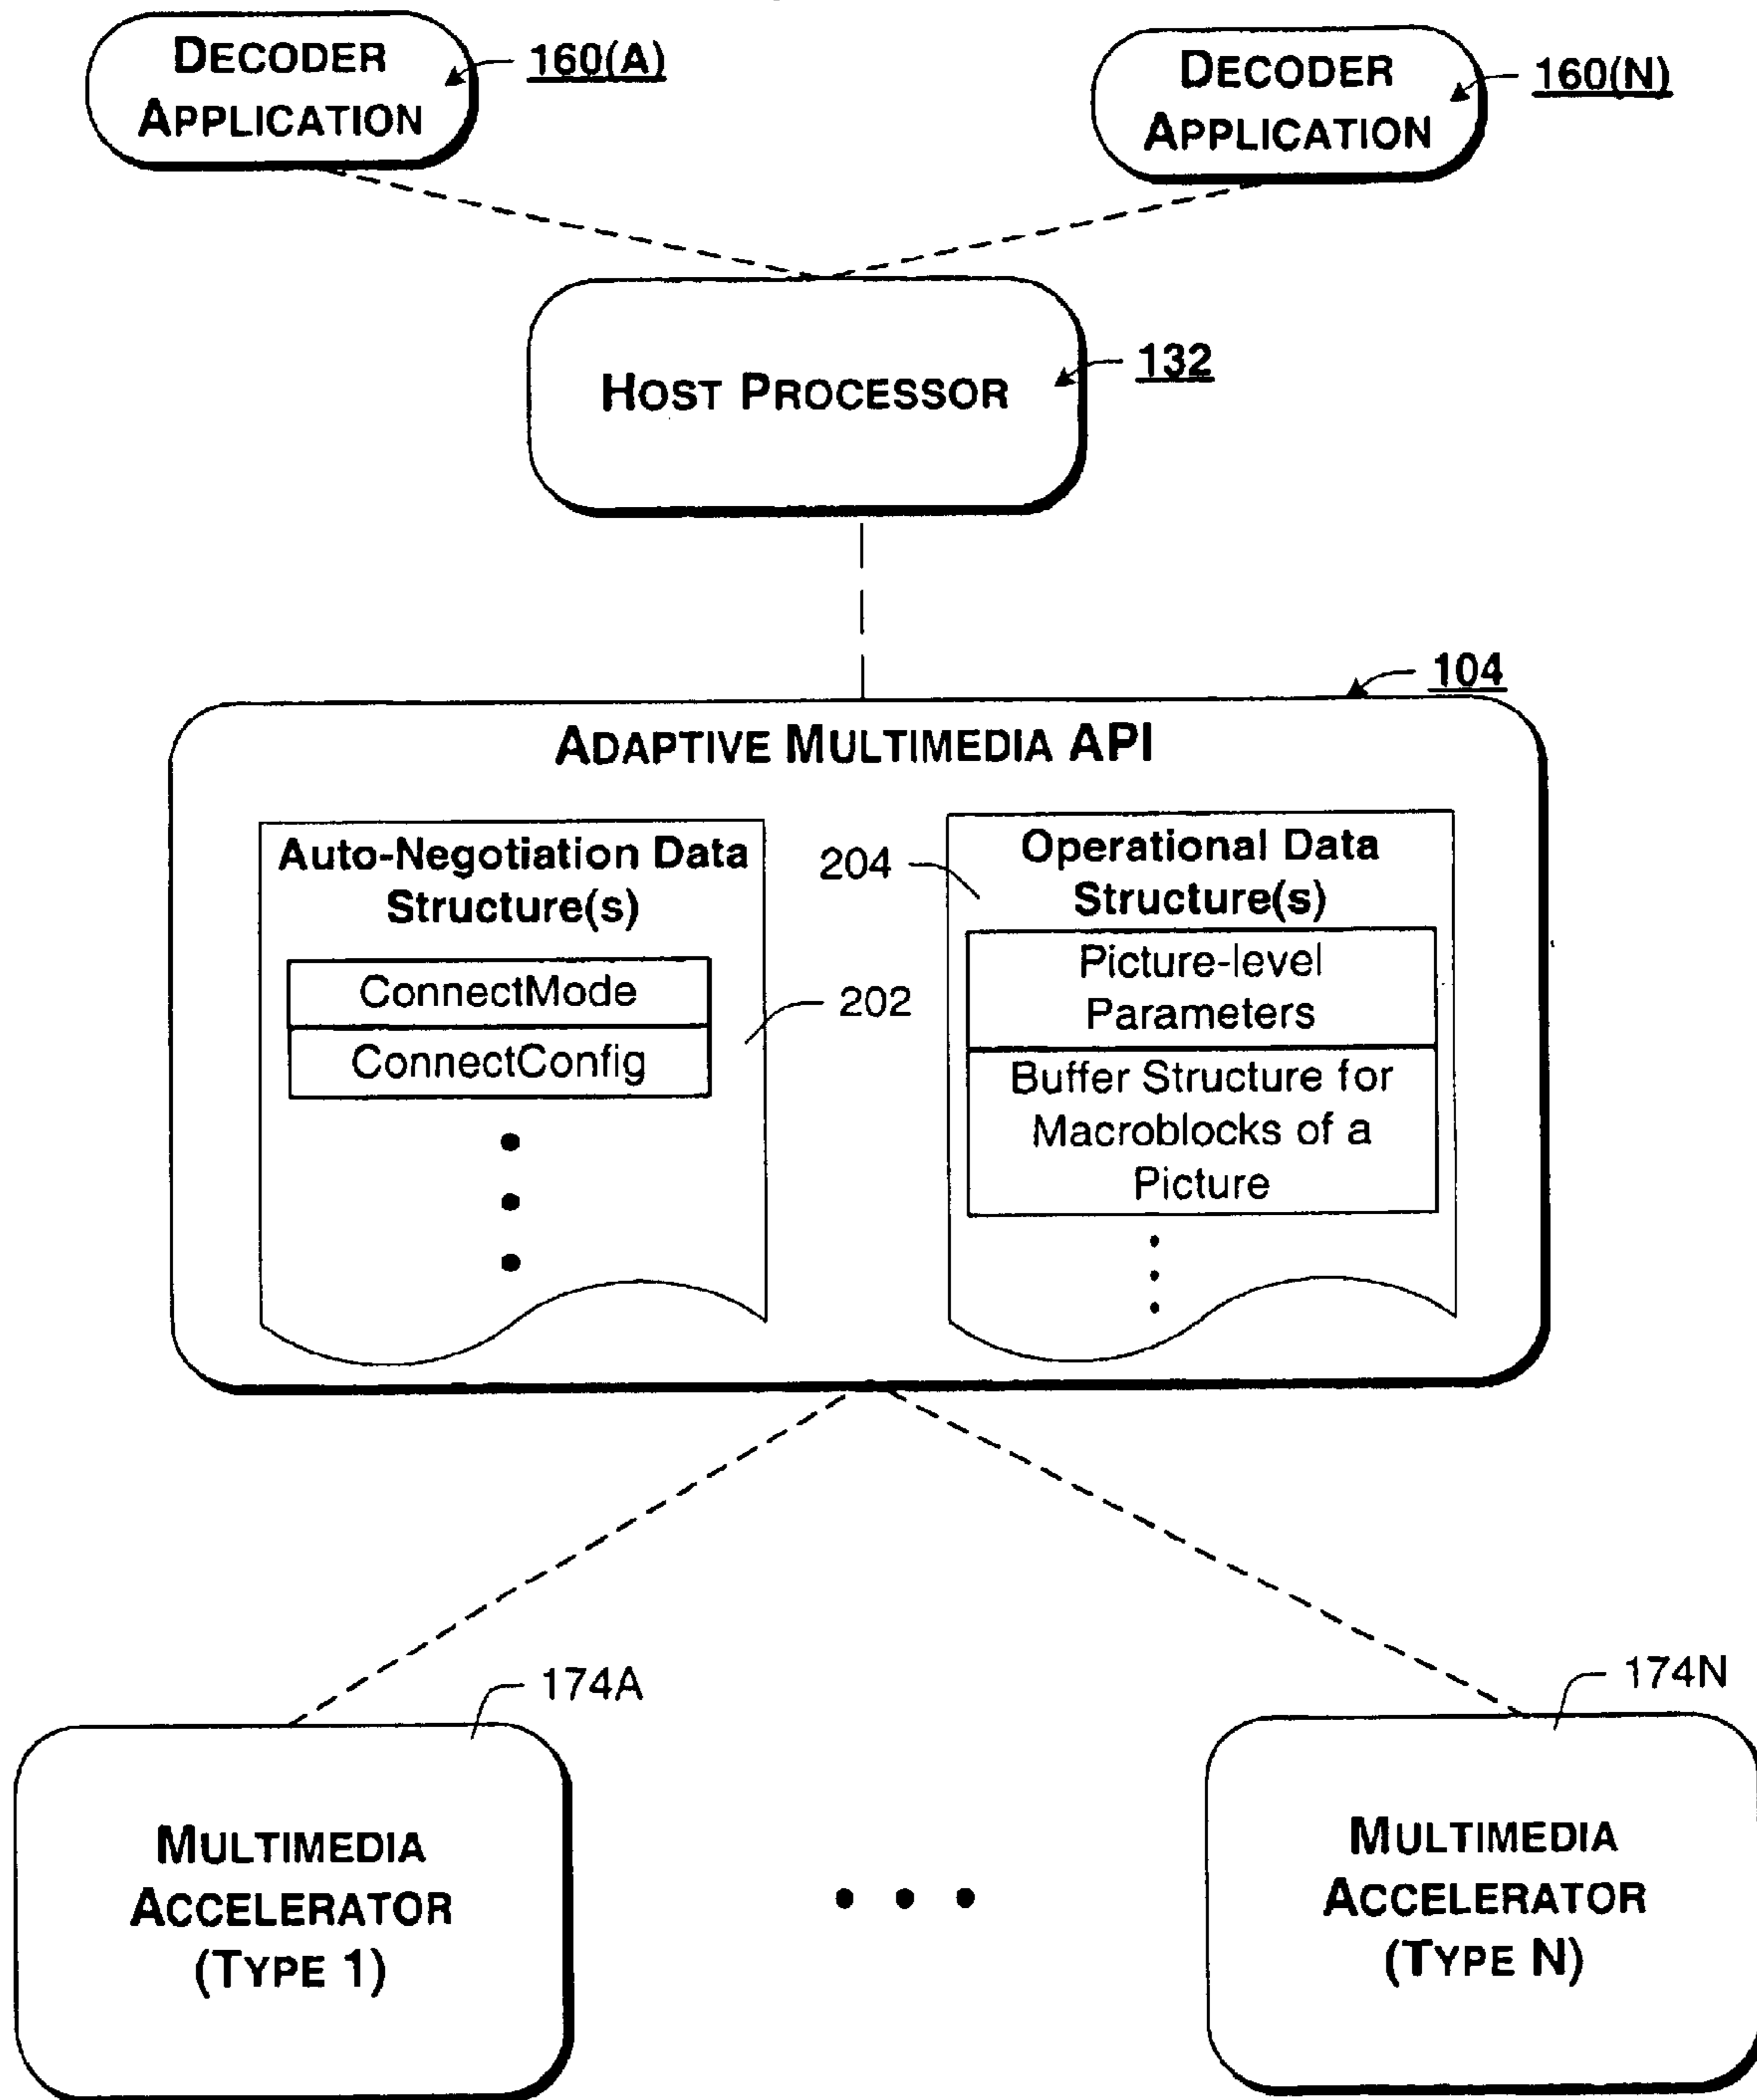 DECODER
APPLICATION
160(A)
DECODER
APPLICATION
160(N)
HOST PROCESSOR
132
104
ADAPTIVE MULTIMEDIA API
Auto-Negotiation Data
Structure(s)
ConnectMode
ConnectConfig
202
204
Operational Data
Structure(s)
Picture-level
Parameters
Buffer Structure for
Macroblocks of a
Picture
174A
MULTIMEDIA
ACCELERATOR
(TYPE 1)
174N
MULTIMEDIA
ACCELERATOR
(TYPE N)